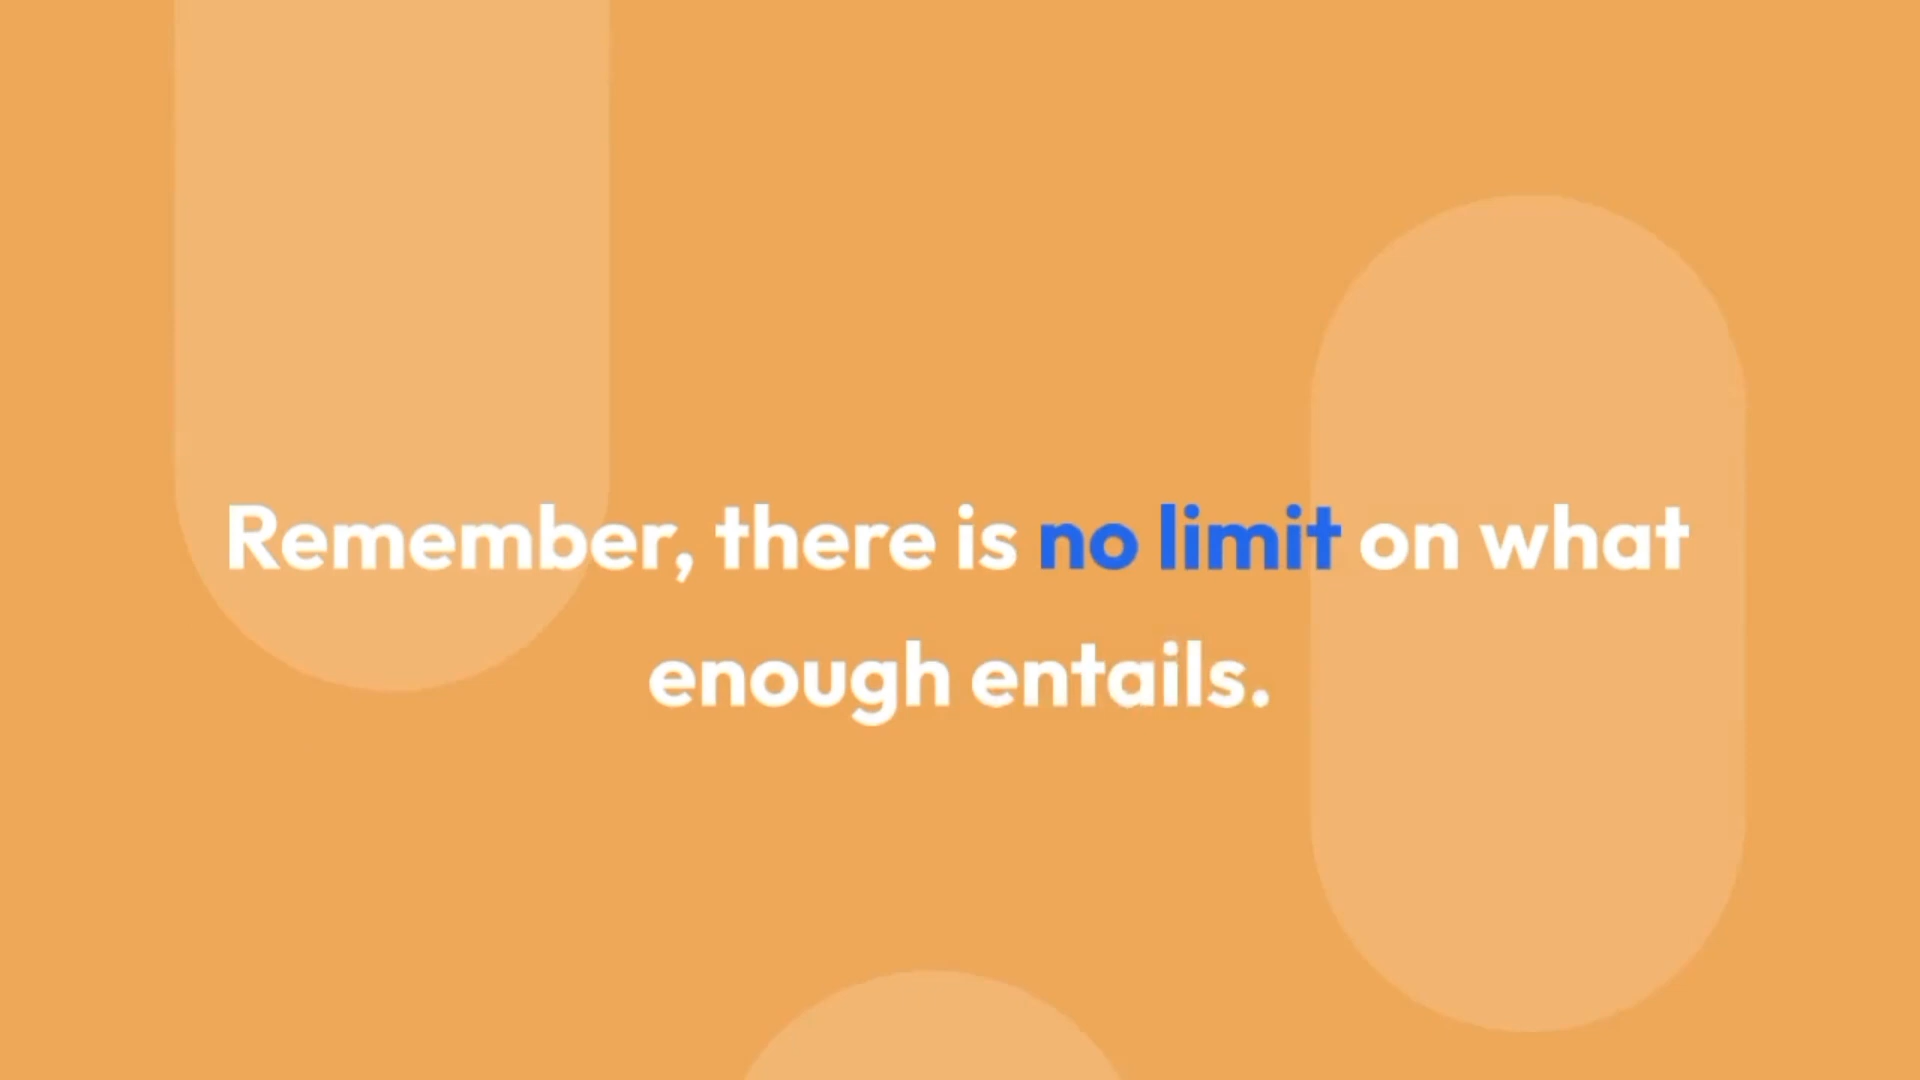 Remember, there is no limit on what
enough entails.